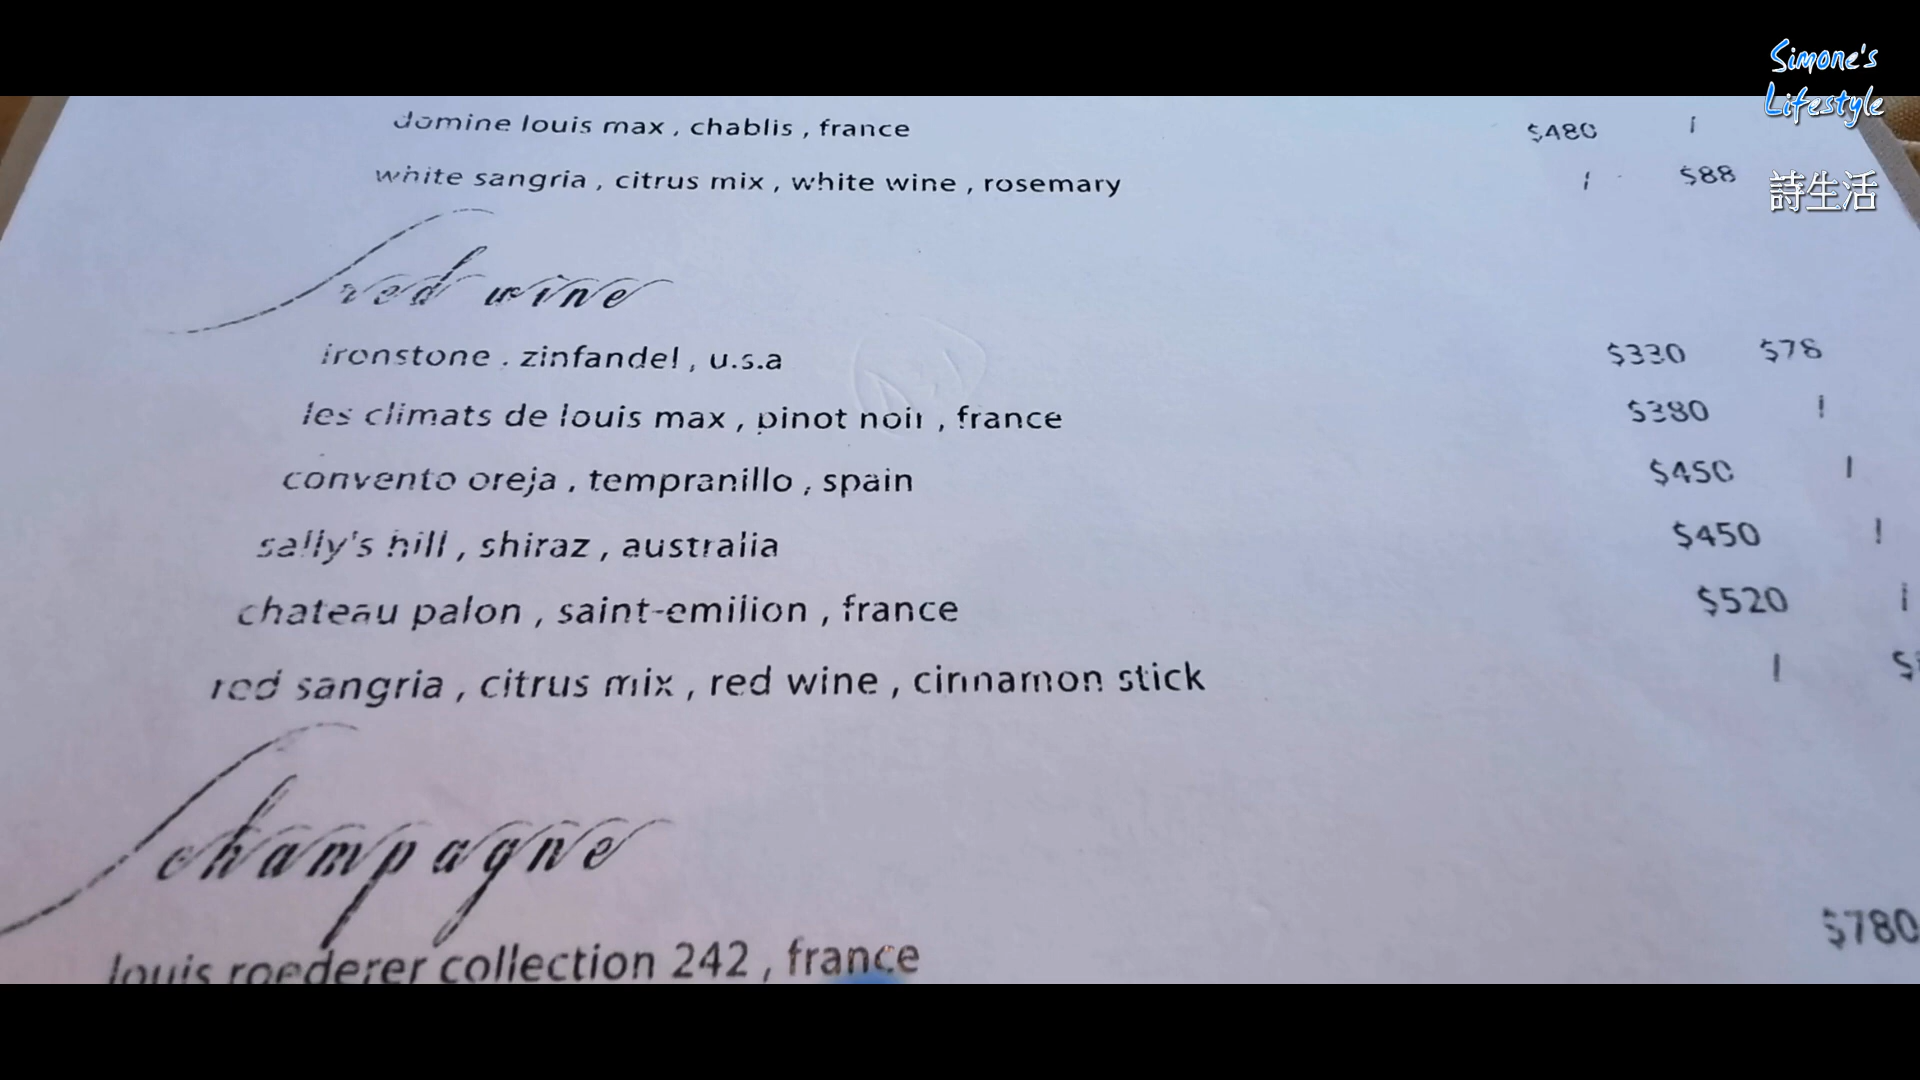 Simone's
Lifestyle
詩生活
domine louis max , chablis , france $480 /
white sangria , citrus mix , white wine , rosemary / $88
red wine
ironstone . zinfandel , u.s.a $330 $78
les climats de louis max , pinot noir , france $380 /
convento oreja , tempranillo , spain $450 /
sally's hill , shiraz , australia $450 /
chateau palon , saint-emilion , france $520 /
red sangria , citrus mix , red wine , cinnamon stick / $
champagne
louis roederer collection 242 , france $780